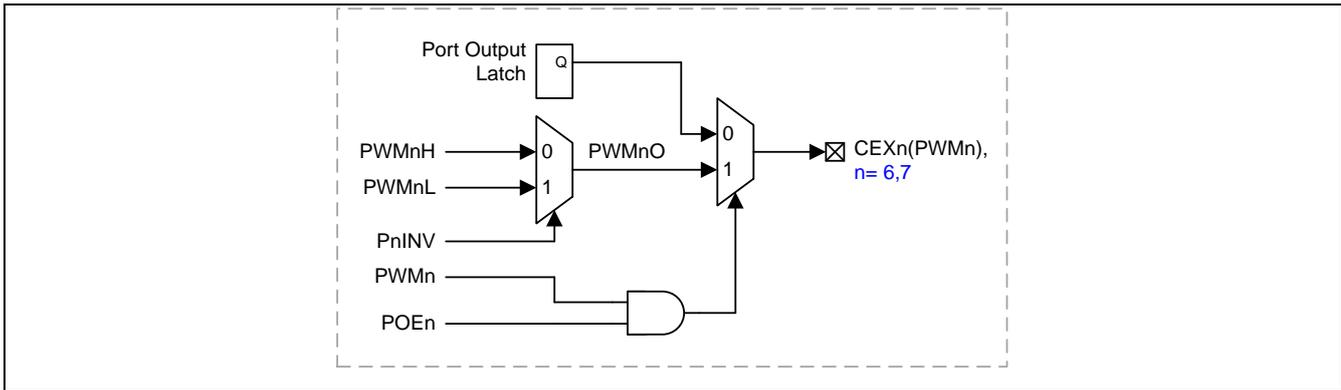 Port Output
Latch
Q
0
PWMnH
0
PWMnO
CEXn(PWMn),
1
n= 6,7
PWMnL
1
PnINV
PWMn
POEn